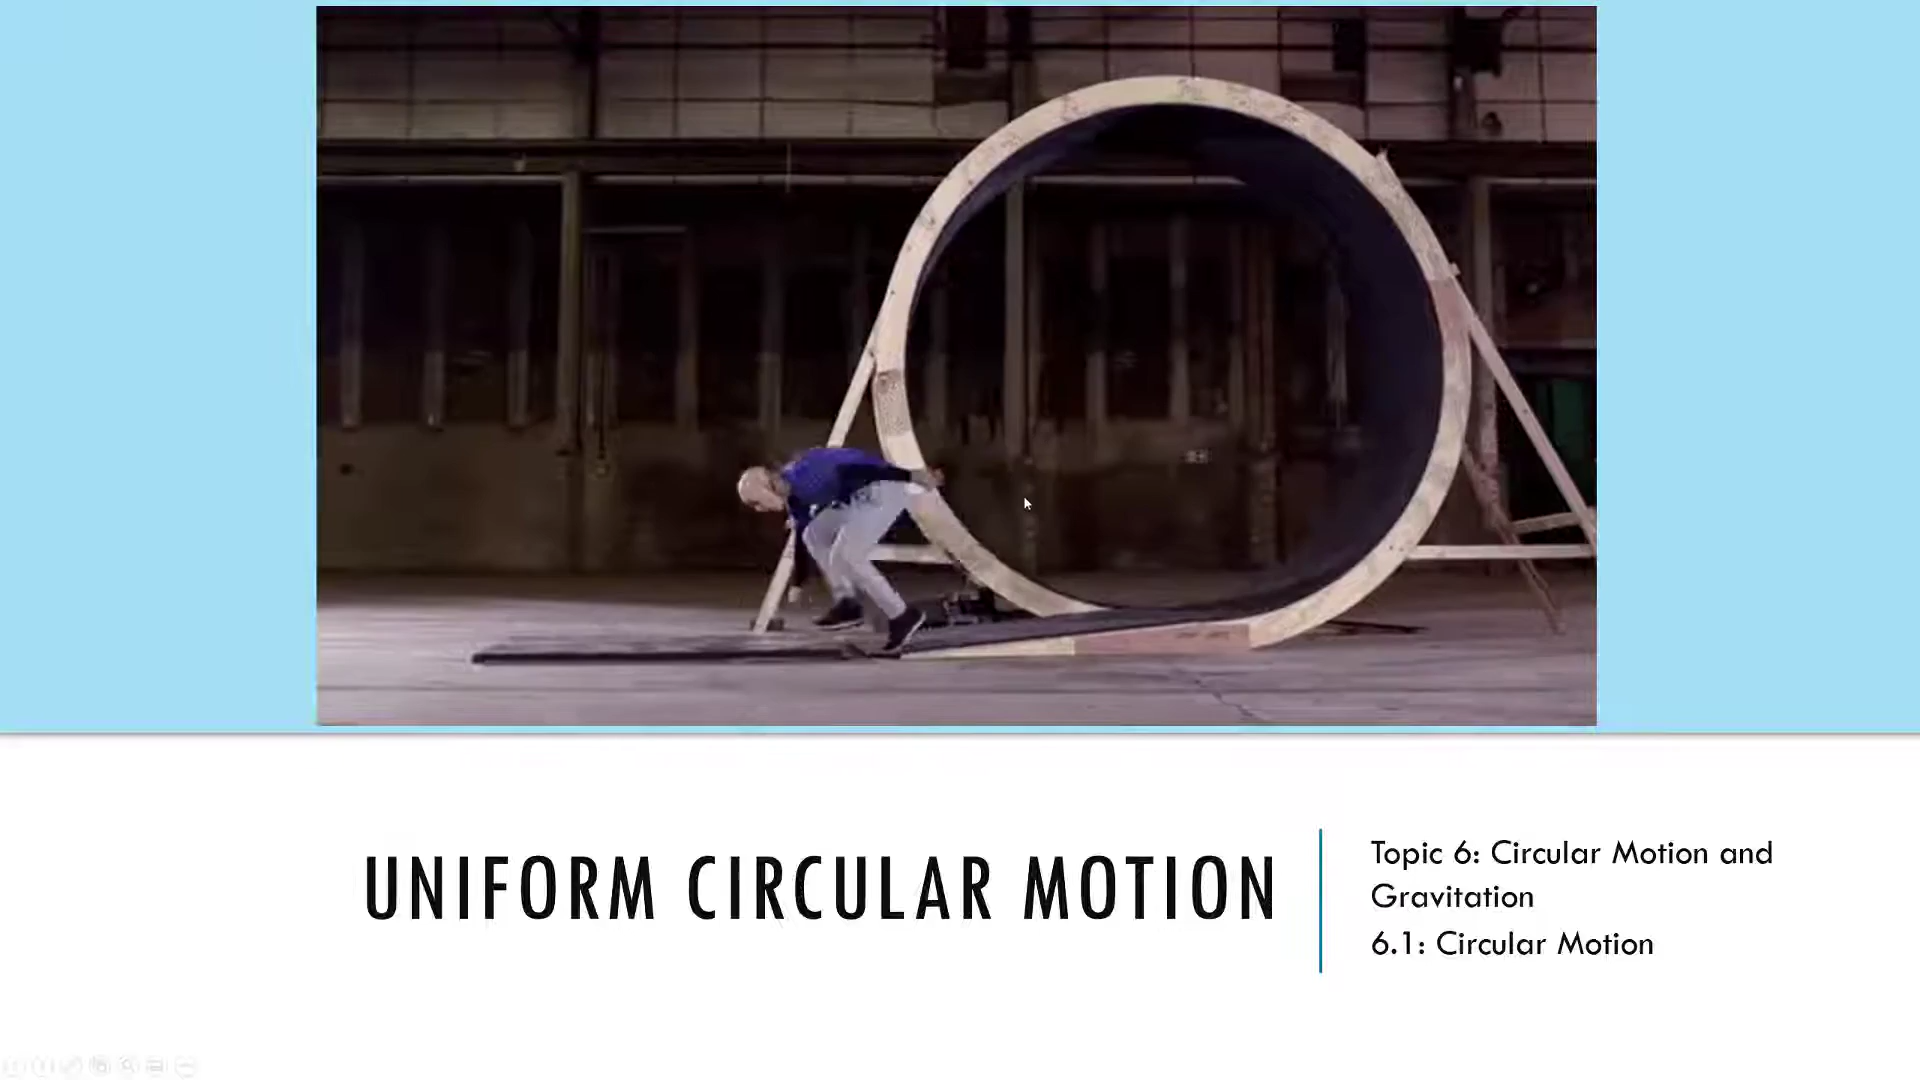 UNIFORM CIRCULAR MOTION
Topic 6: Circular Motion and
Gravitation
6.1: Circular Motion